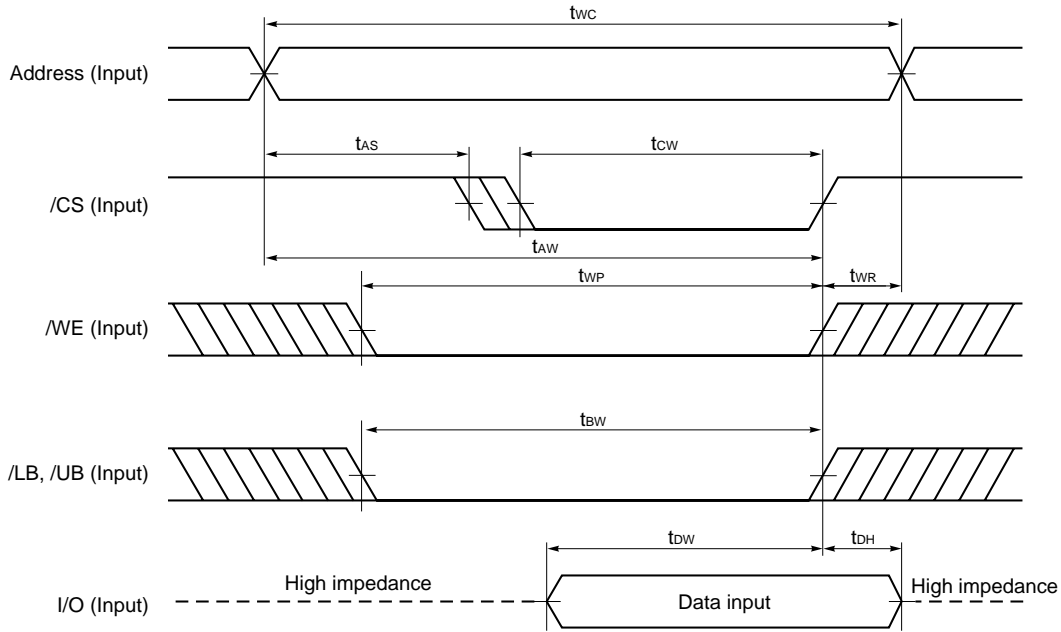 tWC
Address (Input)
tAS
tCW
/CS (Input)
tAW
tWP
tWR
/WE (Input)
tBW
/LB, /UB (Input)
tDW
tDH
High impedance
Data input
High impedance
I/O (Input)